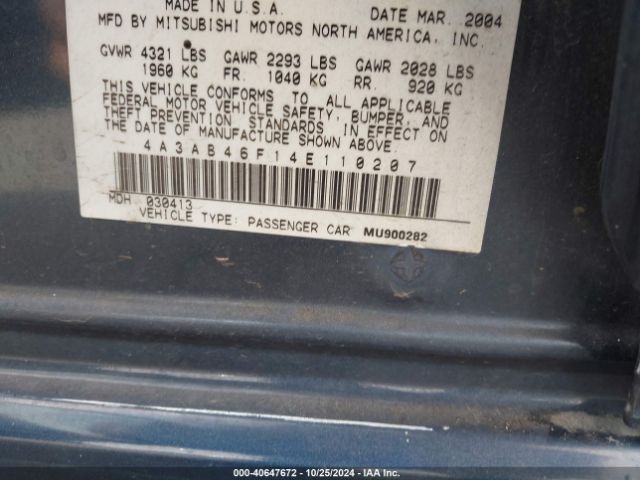 MADE IN U.S.A. DATE MAR. 2004
MFD BY MITSUBISHI MOTORS NORTH AMERICA, INC.
GVWR 4321 LBS GAWR 2293 LBS GAWR 2028 LBS
1960 KG FR. 1040 KG RR. 920 KG
THIS VEHICLE CONFORMS TO ALL APPLICABLE
FEDERAL MOTOR VEHICLE SAFETY, BUMPER, AND
THEFT PREVENTION STANDARDS IN EFFECT ON
THE DATE OF MANUFACTURE SHOWN ABOVE.
4A3AB46F14E110207
MDH 030413
VEHICLE TYPE: PASSENGER CAR MU900282
000-40647672 - 10/25/2024 - IAA Inc.